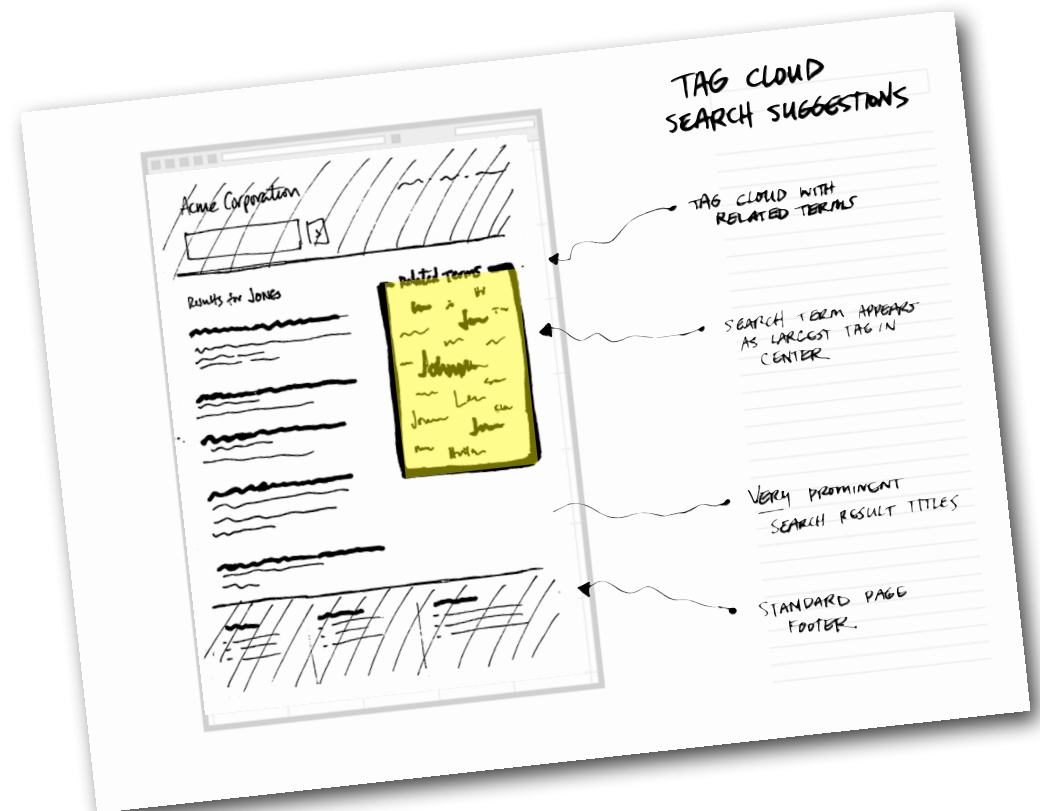 TAG CLOUD
SEARCH SUGGESTIONS
Acme Corporation
Results for JONES
Related Terms
TAG CLOUD WITH
RELATED TERMS
SEARCH TERM APPEARS
AS LARGEST TAG IN
CENTER
VERY PROMINENT
SEARCH RESULT TITLES
STANDARD PAGE
FOOTER